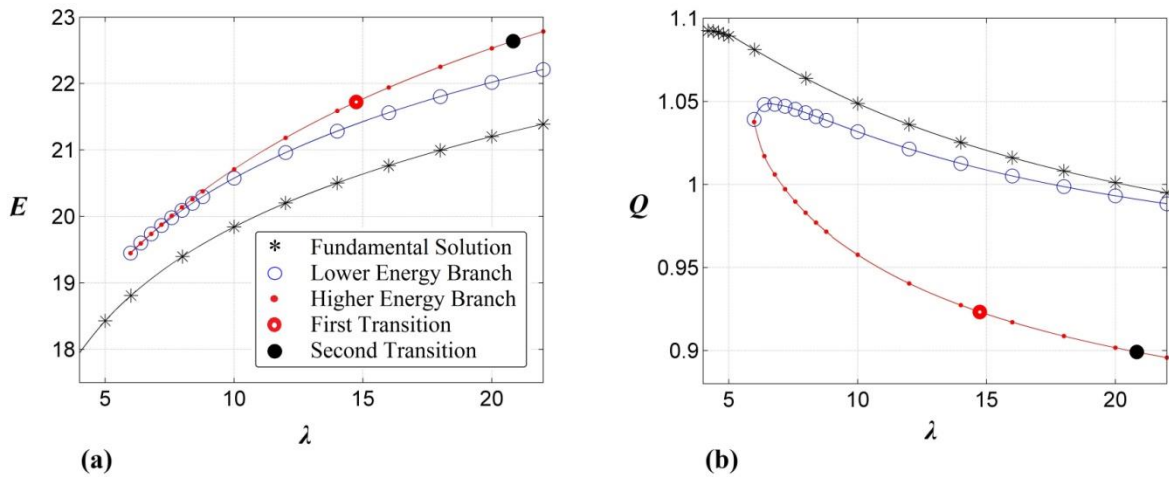 23
22
21
20
19
18
E
5
10
15
20
λ
* Fundamental Solution
Lower Energy Branch
Higher Energy Branch
First Transition
Second Transition
(a)
1.1
1.05
1
0.95
0.9
Q
5
10
15
20
λ
(b)